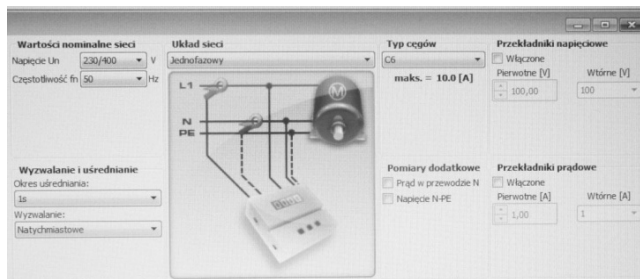 Wartości nominalne sieci
Napięcie Un 230/400 V
Częstotliwość fn 50 Hz
Układ sieci
Jednofazowy
L1
N
PE
M
Typ cęgów
C6
maks. = 10.0 [A]
Przekładniki napięciowe
Włączone
Pierwotne [V] Wtórne [V]
100,00 100
Wyzwalanie i uśrednianie
Okres uśredniania:
1s
Wyzwalanie:
Natychmiastowe
Pomiary dodatkowe
Prąd w przewodzie N
Napięcie N-PE
Przekładniki prądowe
Włączone
Pierwotne [A] Wtórne [A]
1,00 1